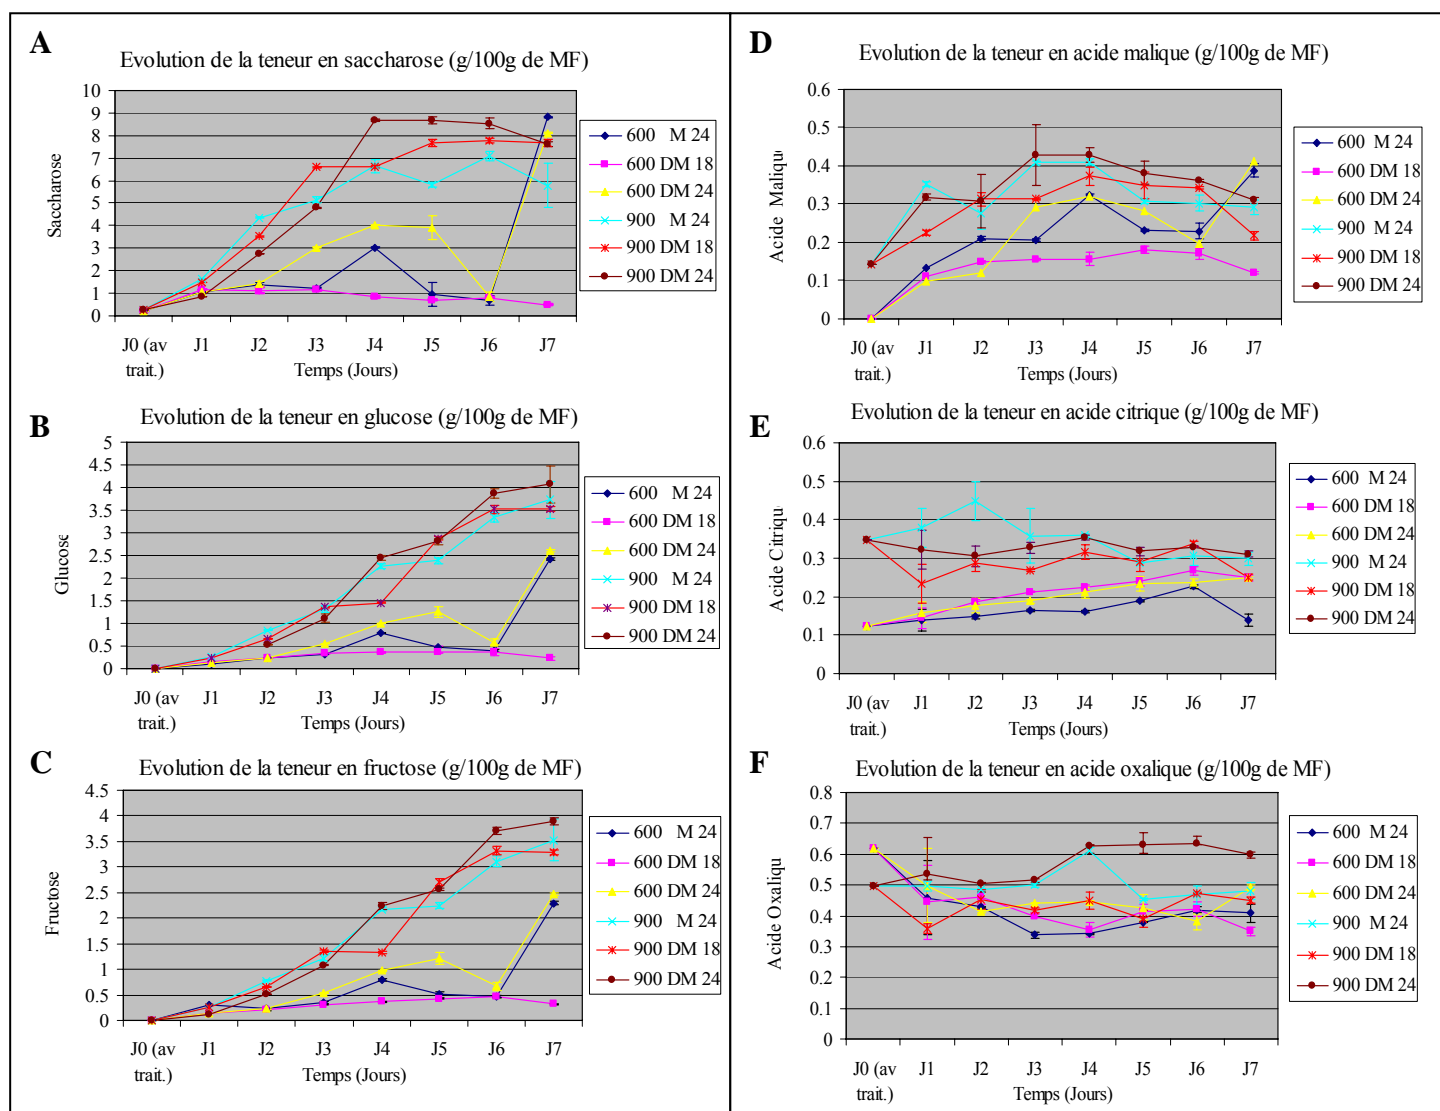 A
Evolution de la teneur en saccharose (g/100g de MF)
Saccharose
10
9
8
7
6
5
4
3
2
1
0
J0 (av trait.) J1 J2 J3 J4 J5 J6 J7
Temps (Jours)
600 M 24
600 DM 18
600 DM 24
900 M 24
900 DM 18
900 DM 24
B
Evolution de la teneur en glucose (g/100g de MF)
Glucose
5
4.5
4
3.5
3
2.5
2
1.5
1
0.5
0
J0 (av trait.) J1 J2 J3 J4 J5 J6 J7
Temps (Jours)
600 M 24
600 DM 18
600 DM 24
900 M 24
900 DM 18
900 DM 24
C
Evolution de la teneur en fructose (g/100g de MF)
Fructose
4.5
4
3.5
3
2.5
2
1.5
1
0.5
0
J0 (av trait.) J1 J2 J3 J4 J5 J6 J7
Temps (Jours)
600 M 24
600 DM 18
600 DM 24
900 M 24
900 DM 18
900 DM 24
D
Evolution de la teneur en acide malique (g/100g de MF)
Acide Malique
0.6
0.5
0.4
0.3
0.2
0.1
0
J0 (av trait.) J1 J2 J3 J4 J5 J6 J7
Temps (Jours)
600 M 24
600 DM 18
600 DM 24
900 M 24
900 DM 18
900 DM 24
E
Evolution de la teneur en acide citrique (g/100g de MF)
Acide Citriqu
0.6
0.5
0.4
0.3
0.2
0.1
0
J0 (av trait.) J1 J2 J3 J4 J5 J6 J7
Temps (Jours)
600 M 24
600 DM 18
600 DM 24
900 M 24
900 DM 18
900 DM 24
F
Evolution de la teneur en acide oxalique (g/100g de MF)
Acide Oxaliqu
0.8
0.7
0.6
0.5
0.4
0.3
0.2
0.1
0
J0 (av trait.) J1 J2 J3 J4 J5 J6 J7
Temps (Jours)
600 M 24
600 DM 18
600 DM 24
900 M 24
900 DM 18
900 DM 24